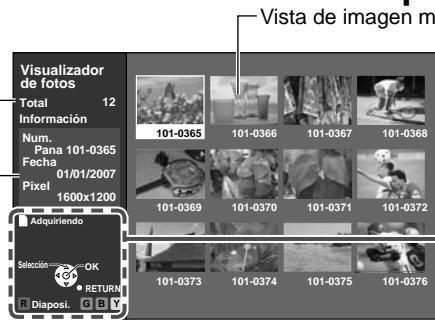 Vista de imagen m
Visualizador
de fotos
Total 12
Información
Num.
Pana 101-0365
Fecha
01/01/2007
Pixel
1600x1200
Adquiriendo
Selección OK
RETURN
R Diaposi. G B Y
101-0365 101-0366 101-0367 101-0368
101-0369 101-0370 101-0371 101-0372
101-0373 101-0374 101-0375 101-0376